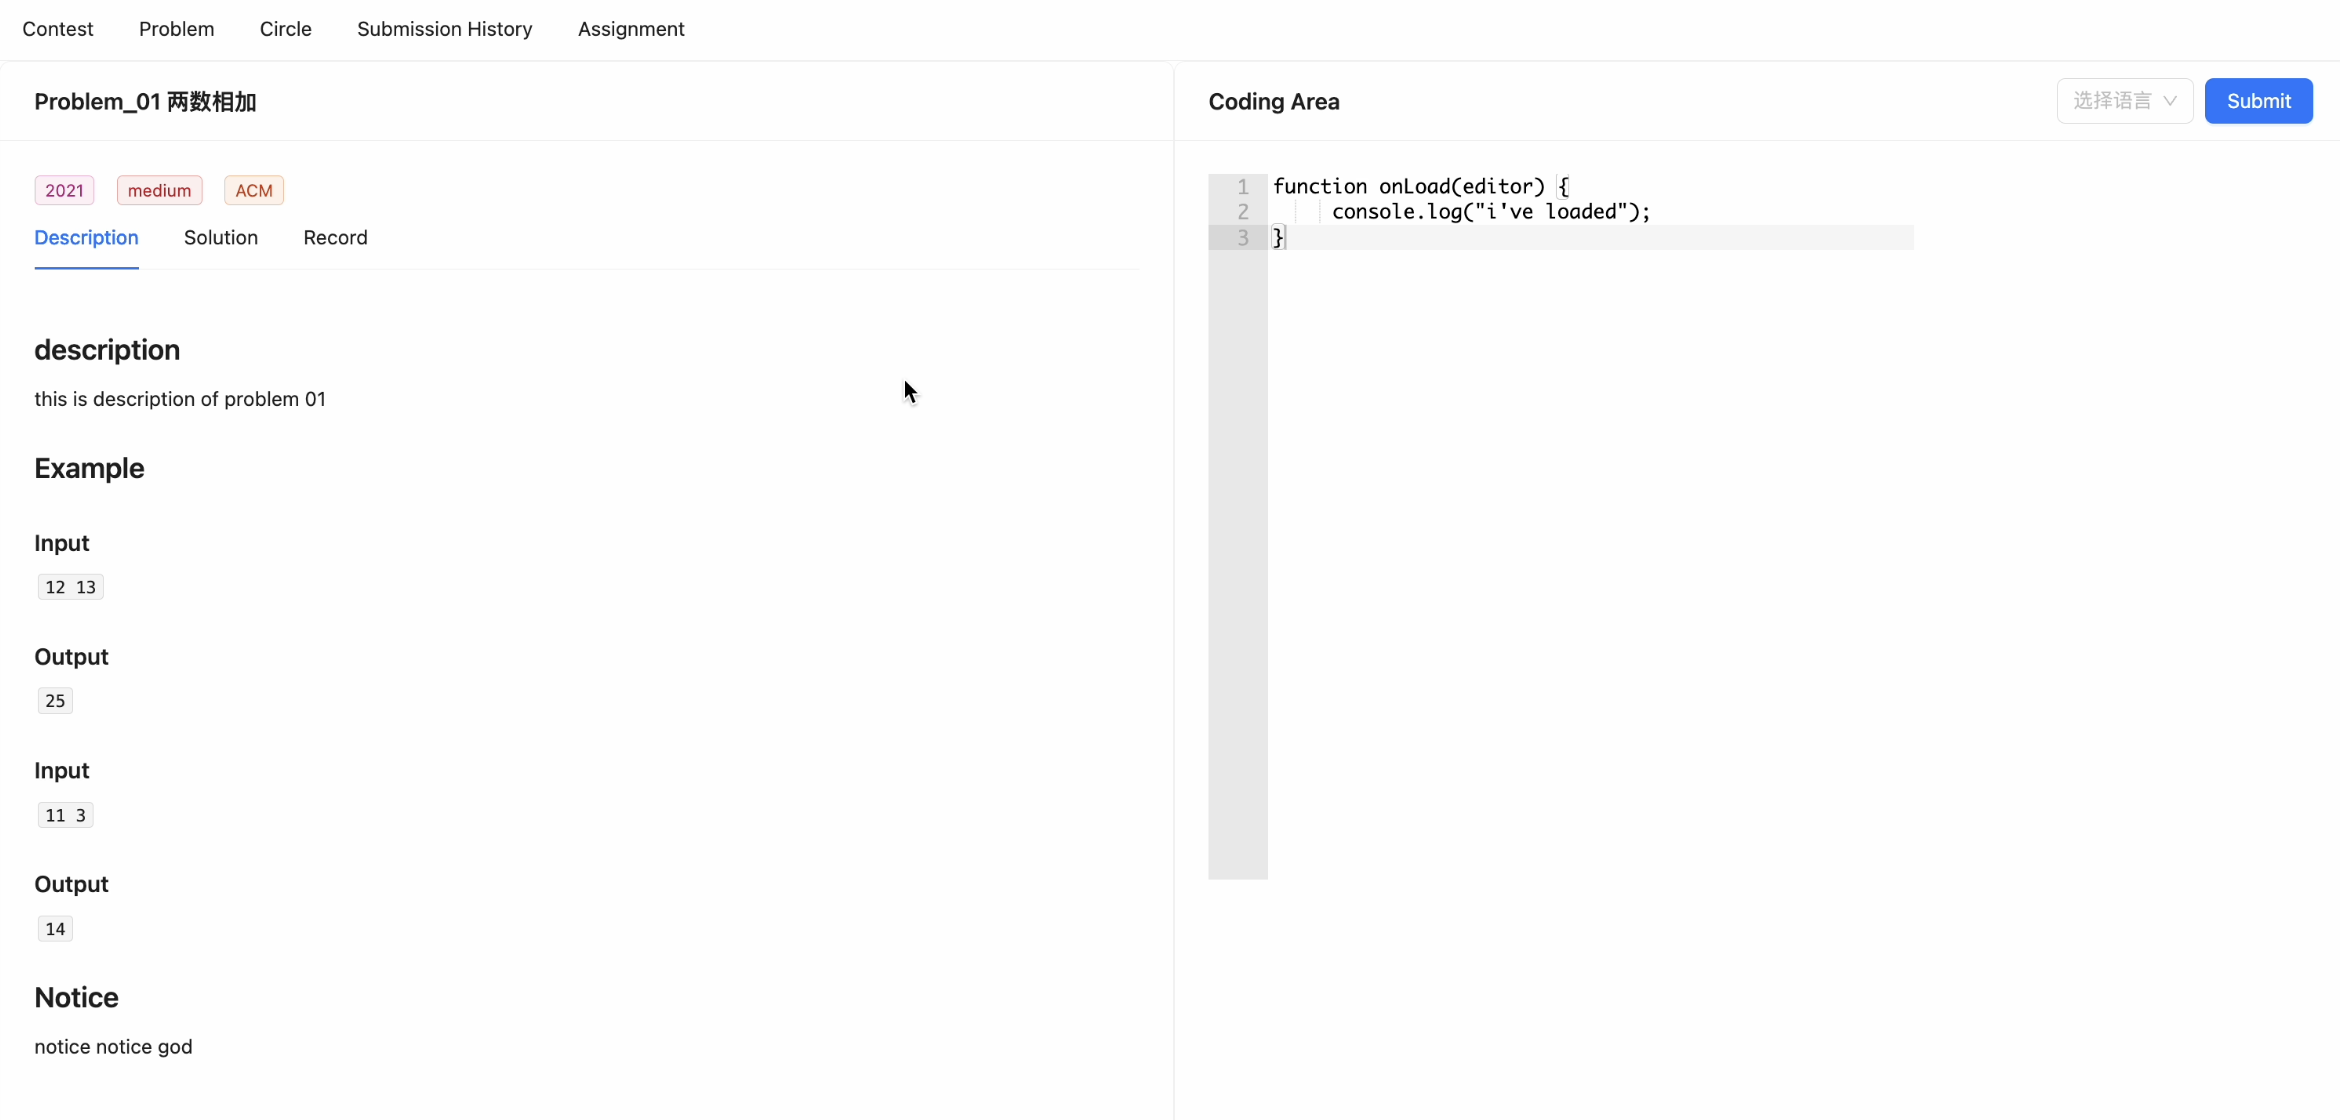 Contest Problem Circle Submission History Assignment
Problem_01 两数相加
2021 medium ACM
Description Solution Record
description
this is description of problem 01
Example
Input
12 13
Output
25
Input
11 3
Output
14
Notice
notice notice god
Coding Area 选择语言 Submit
1 function onLoad(editor) {
2 console.log("i've loaded");
3 }